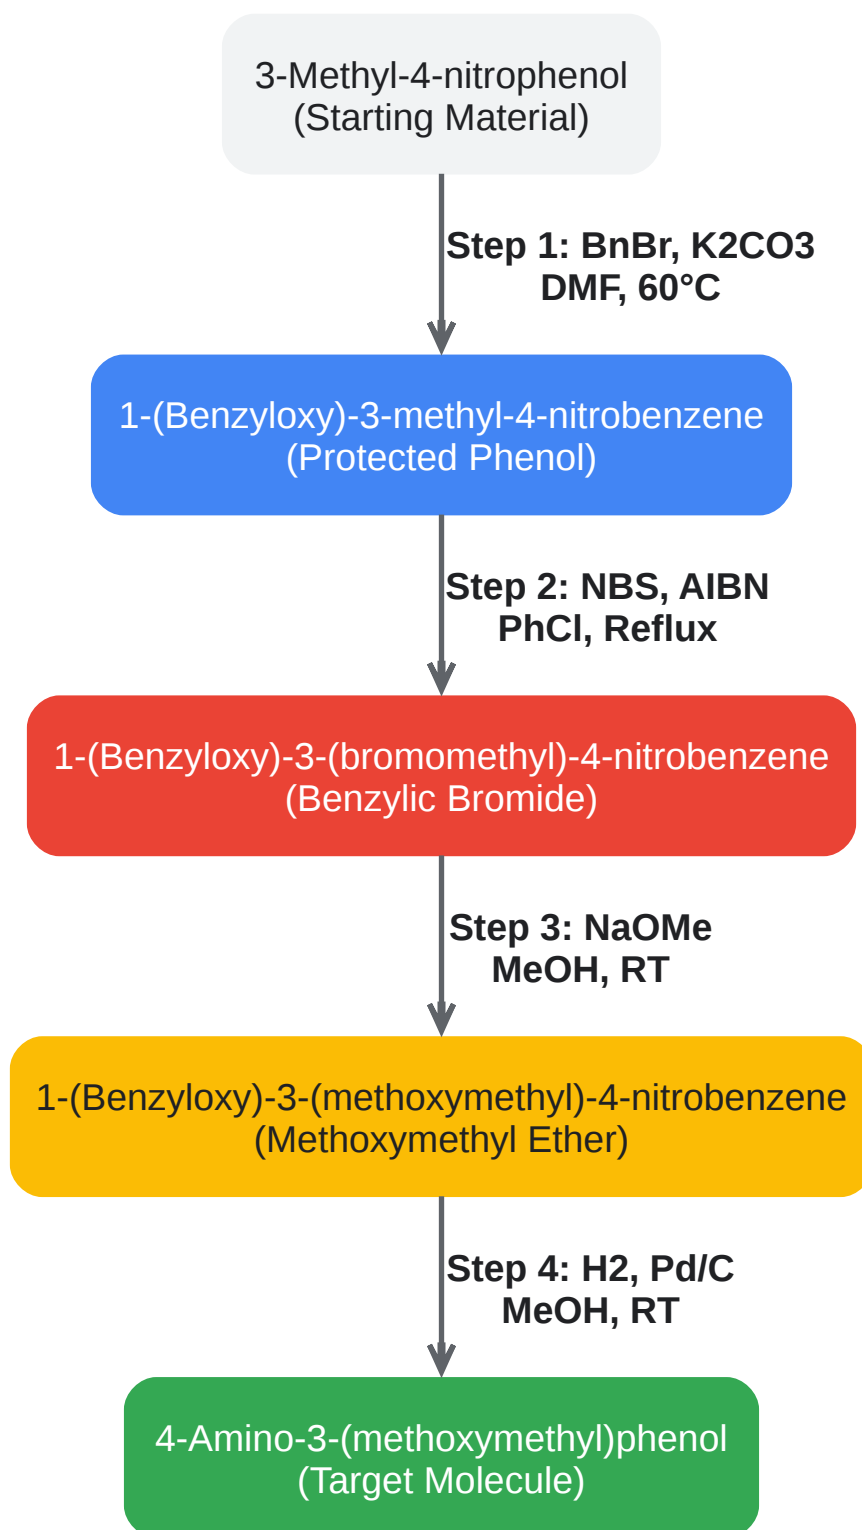 3-Methyl-4-nitrophenol
(Starting Material)
Step 1: BnBr, K2CO3
DMF, 60°C
1-(Benzyloxy)-3-methyl-4-nitrobenzene
(Protected Phenol)
Step 2: NBS, AIBN
PhCl, Reflux
1-(Benzyloxy)-3-(bromomethyl)-4-nitrobenzene
(Benzylic Bromide)
Step 3: NaOMe
MeOH, RT
1-(Benzyloxy)-3-(methoxymethyl)-4-nitrobenzene
(Methoxymethyl Ether)
Step 4: H2, Pd/C
MeOH, RT
4-Amino-3-(methoxymethyl)phenol
(Target Molecule)